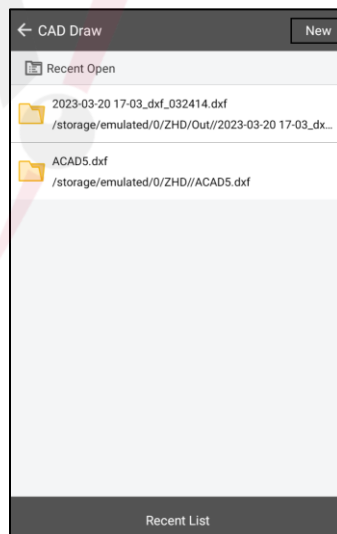 CAD Draw
New
Recent Open
2023-03-20 17-03_dxf_032414.dxf
/storage/emulated/0/ZHD/Out//2023-03-20 17-03_dx...
ACAD5.dxf
/storage/emulated/0/ZHD//ACAD5.dxf
Recent List